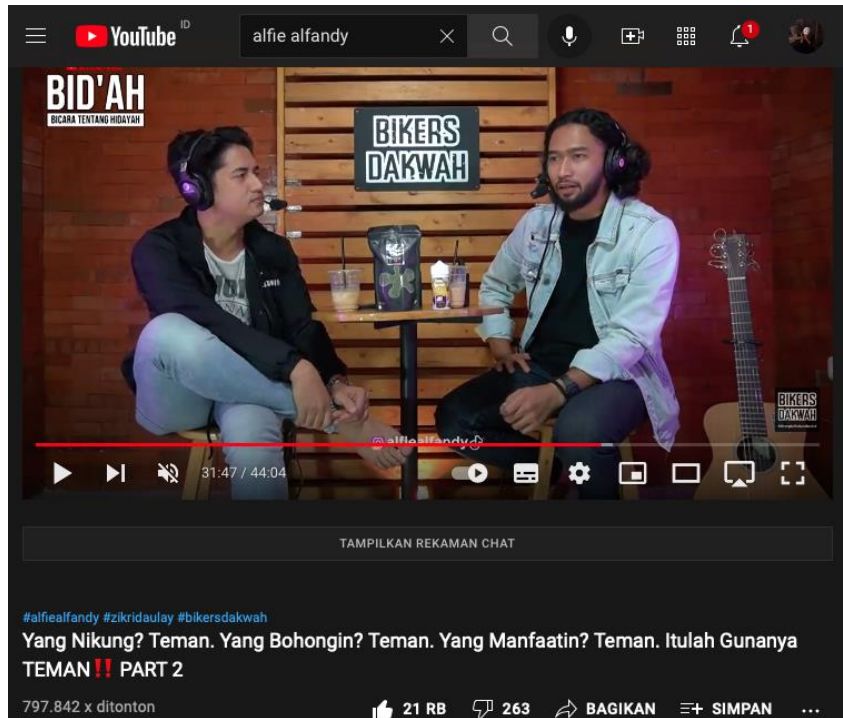 YouTube ID
alfie alfandy
1
BID'AH
BICARA TENTANG HIDAYAH
BIKERS
DAKWAH
BIKERS
DAKWAH
@alfiealfandy
31:47 / 44:04
TAMPILKAN REKAMAN CHAT
#alfiealfandy #zikridaulay #bikersdakwah
Yang Nikung? Teman. Yang Bohongin? Teman. Yang Manfaatin? Teman. Itulah Gunanya
TEMAN‼️ PART 2
797.842 x ditonton
21 RB
263
BAGIKAN
SIMPAN